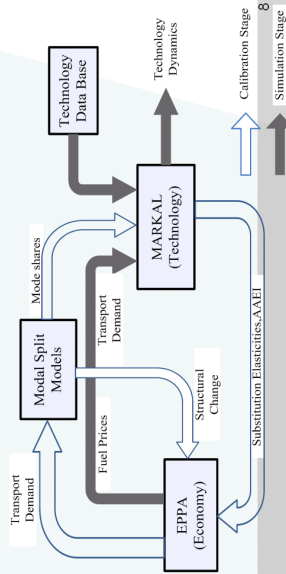 Transport
Demand
Modal Split
Models
Mode shares
Technology
Data Base
Fuel Prices
Transport
Demand
EPPA
(Economy)
Structural
Change
MARKAL
(Technology)
Technology
Dynamics
Substitution Elasticities,AAEI
Calibration Stage
Simulation Stage
8